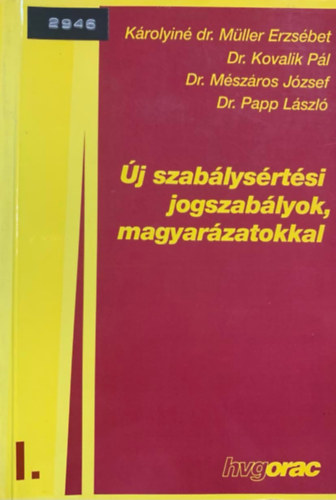 2946
Károlyiné dr. Müller Erzsébet
Dr. Kovalik Pál
Dr. Mészáros József
Dr. Papp László
Új szabálysértési
jogszabályok,
magyarázatokkal
I.
hvgorac